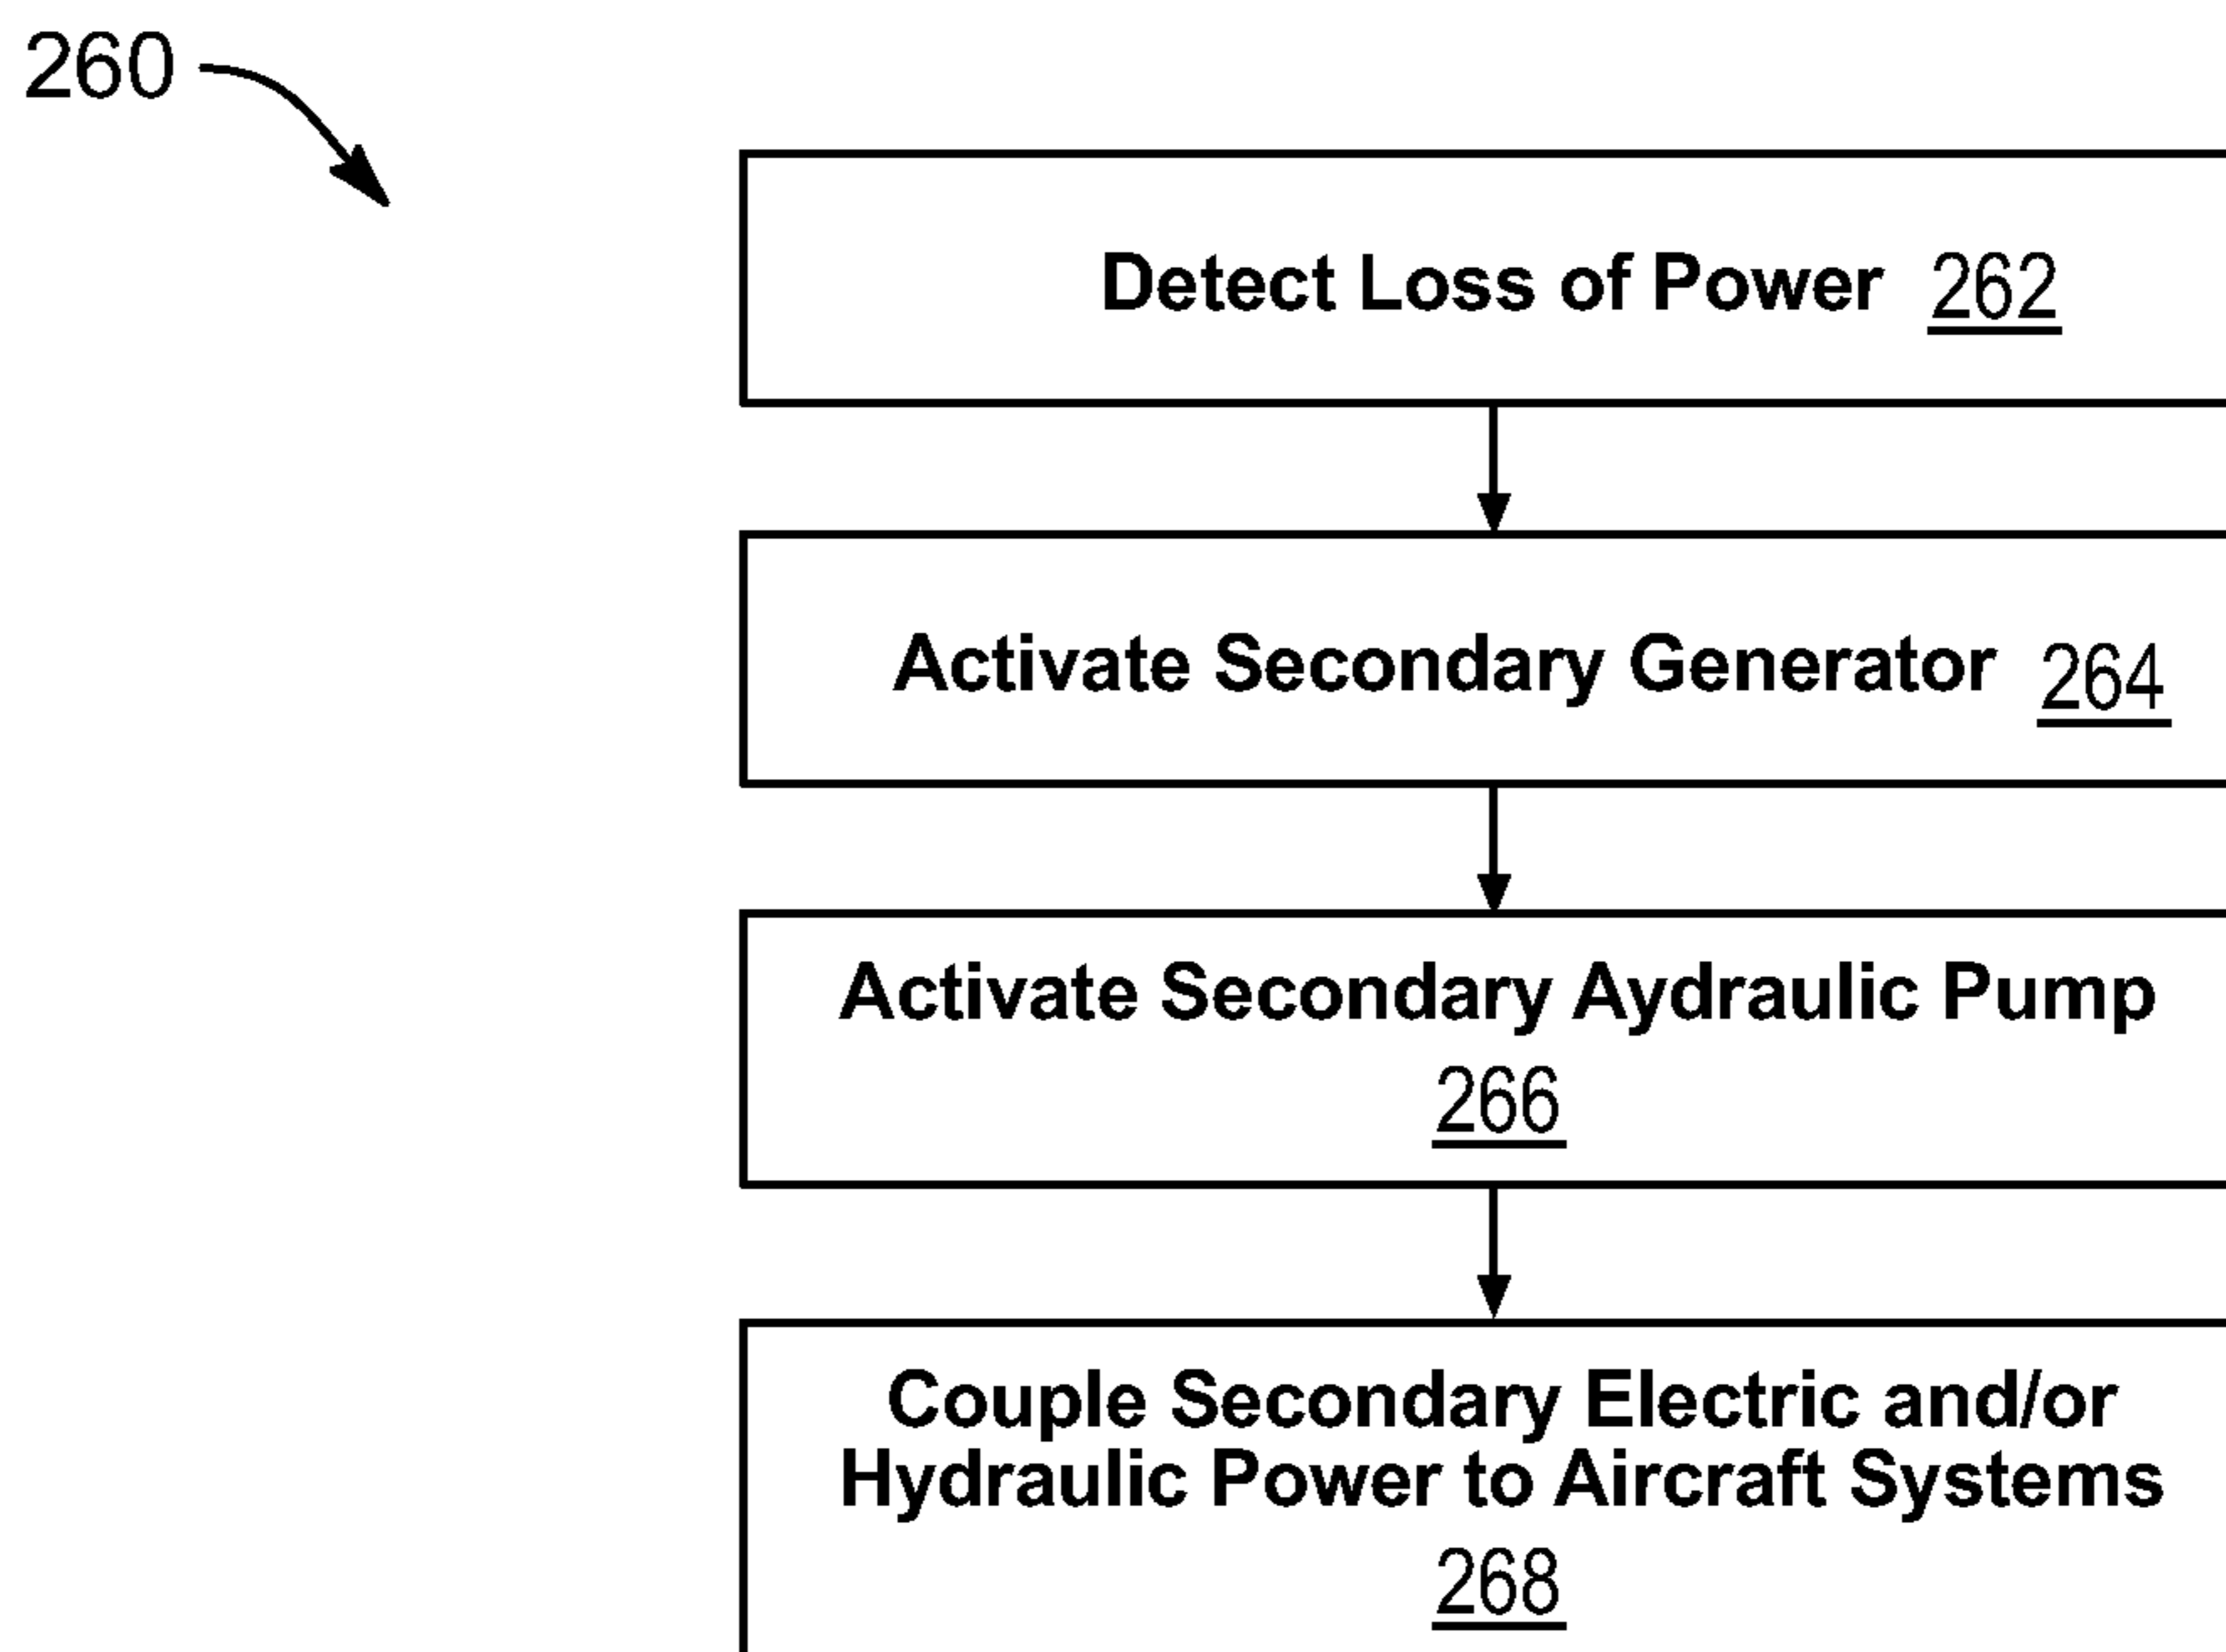 260
Detect Loss of Power 262
Activate Secondary Generator 264
Activate Secondary Aydraulic Pump
266
Couple Secondary Electric and/or
Hydraulic Power to Aircraft Systems
268